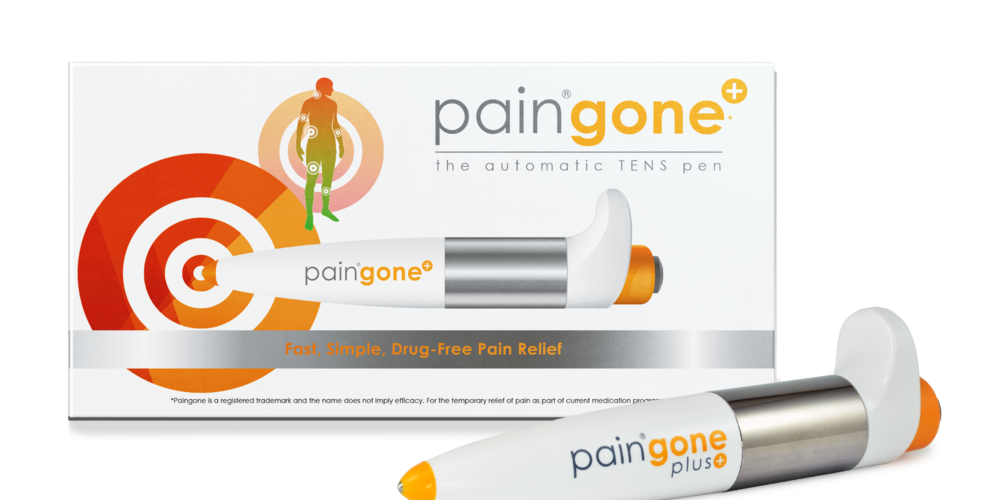 pain®gone+
the automatic TENS pen
pain®gone+
Fast, Simple, Drug-Free Pain Relief
*Paingone is a registered trademark and the name does not imply efficacy. For the temporary relief of pain as part of current medication
pain®gone
plus+